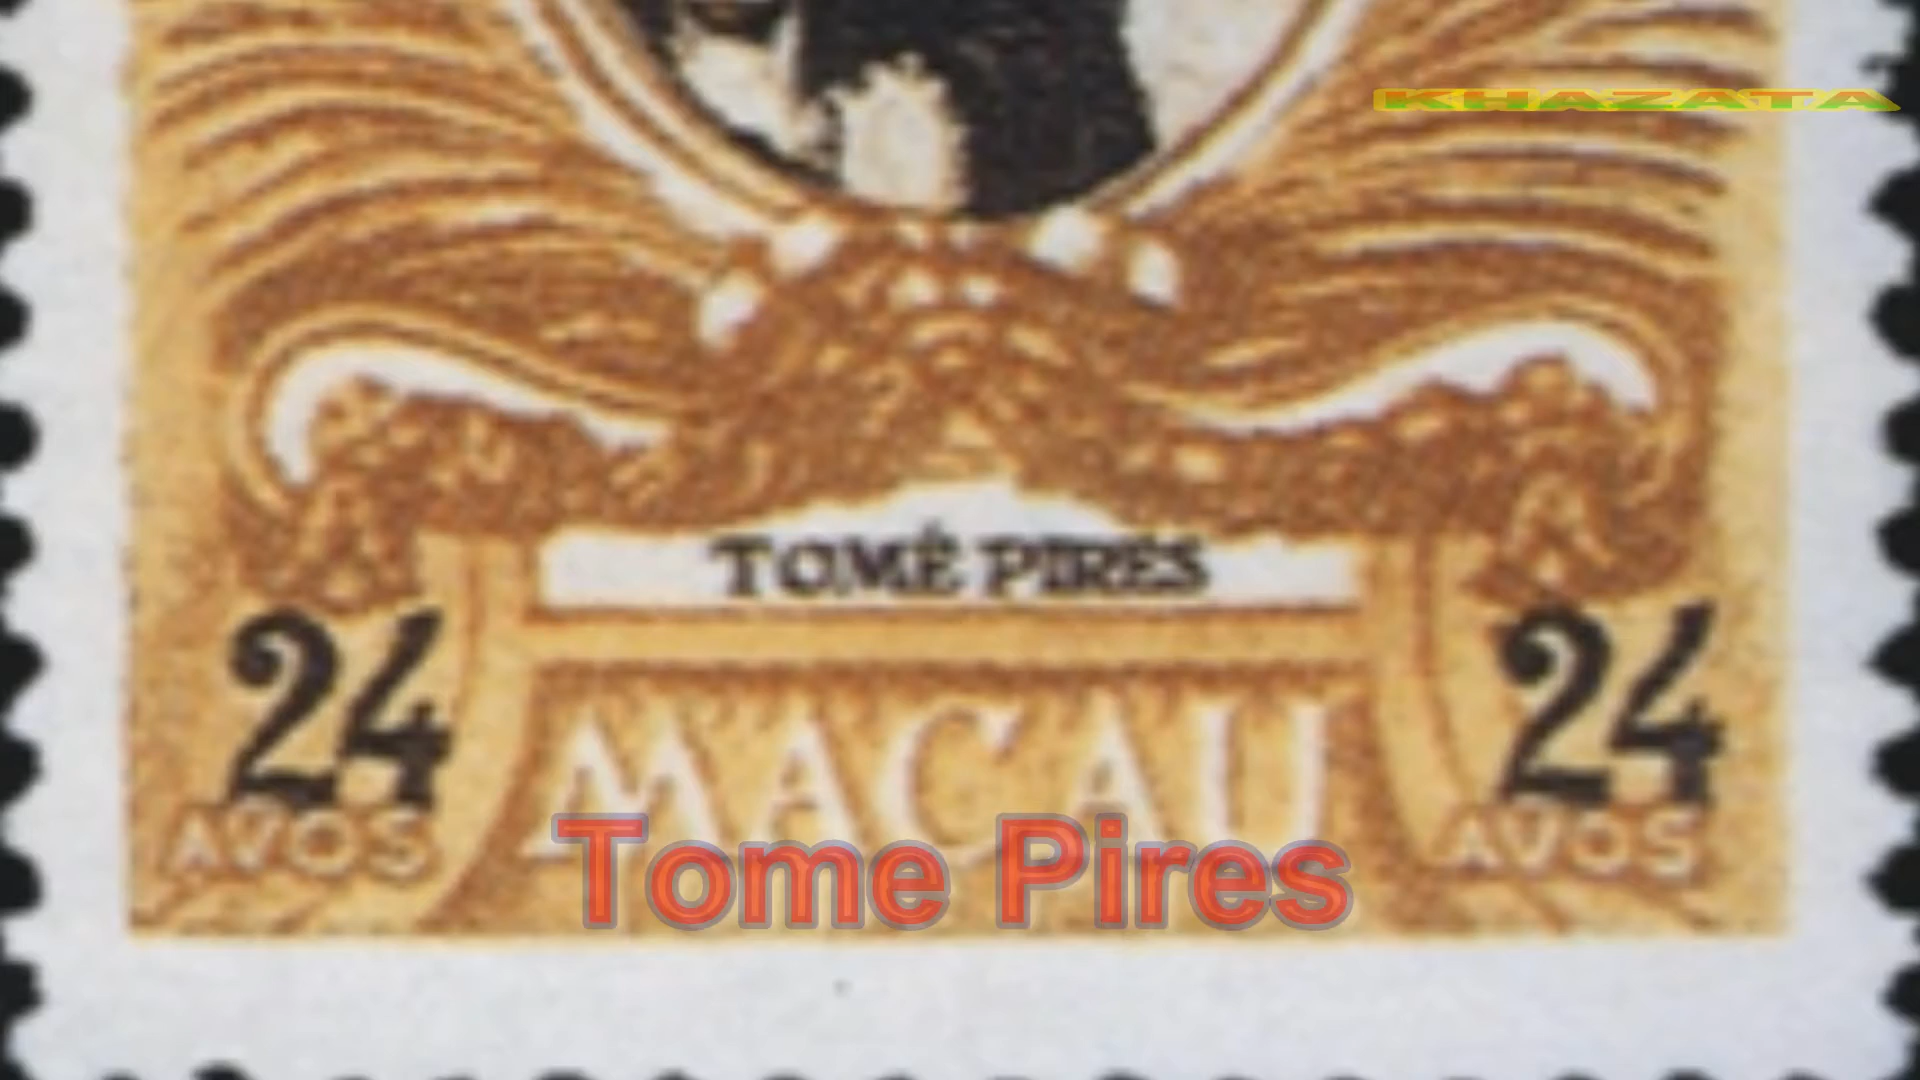 KHAZATA
TOMÉ PIRES
24
24
MACAU
AVOS
AVOS
Tome Pires